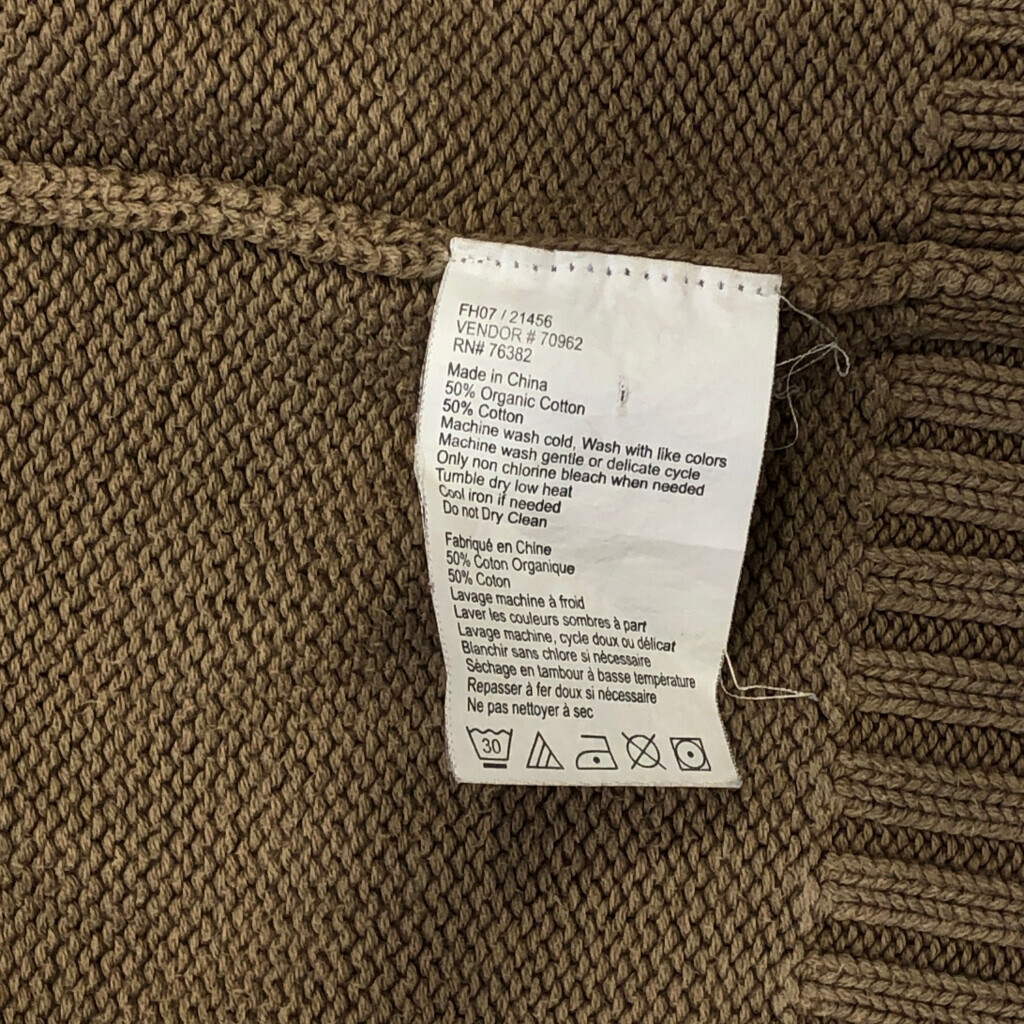 FH07 / 21456
VENDOR # 70962
RN# 76382
Made in China
50% Organic Cotton
50% Cotton
Machine wash cold, Wash with like colors
Machine wash gentle or delicate cycle
Only non chlorine bleach when needed
Tumble dry low heat
Cool iron if needed
Do not Dry Clean
Fabriqué en Chine
50% Coton Organique
50% Coton
Lavage machine à froid
Laver les couleurs sombres à part
Lavage machine, cycle doux ou délicat
Blanchir sans chlore si nécessaire
Sèchage en tambour à basse température
Repasser à fer doux si nécessaire
Ne pas nettoyer à sec
30